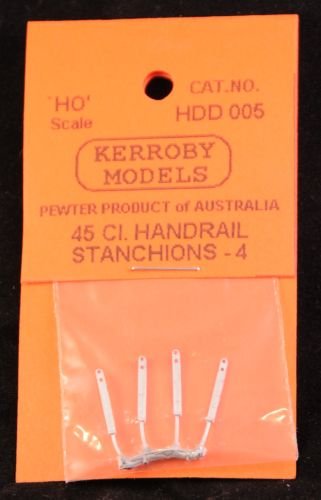 'HO'
Scale
CAT.NO.
HDD 005
KERROBY
MODELS
PEWTER PRODUCT of AUSTRALIA
45 Cl. HANDRAIL
STANCHIONS - 4